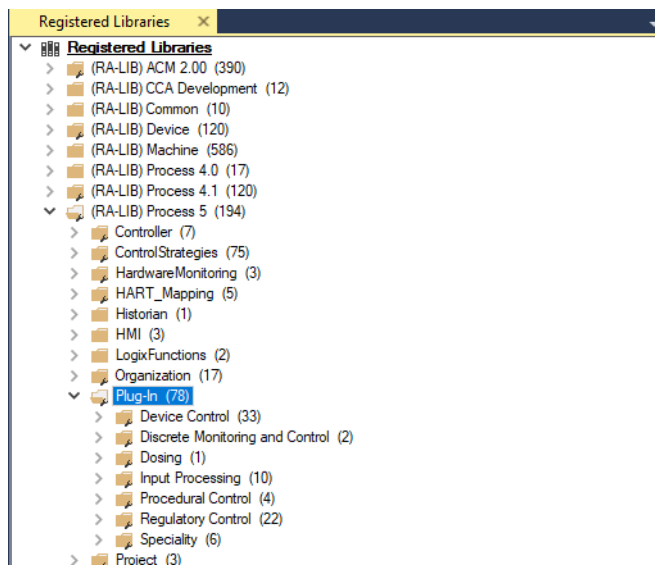 Registered Libraries
Registered Libraries
(RA-LIB) ACM 2.00 (390)
(RA-LIB) CCA Development (12)
(RA-LIB) Common (10)
(RA-LIB) Device (120)
(RA-LIB) Machine (586)
(RA-LIB) Process 4.0 (17)
(RA-LIB) Process 4.1 (120)
(RA-LIB) Process 5 (194)
Controller (7)
ControlStrategies (75)
HardwareMonitoring (3)
HART_Mapping (5)
Historian (1)
HMI (3)
LogixFunctions (2)
Organization (17)
Plug-In (78)
Device Control (33)
Discrete Monitoring and Control (2)
Dosing (1)
Input Processing (10)
Procedural Control (4)
Regulatory Control (22)
Speciality (6)
Project (3)